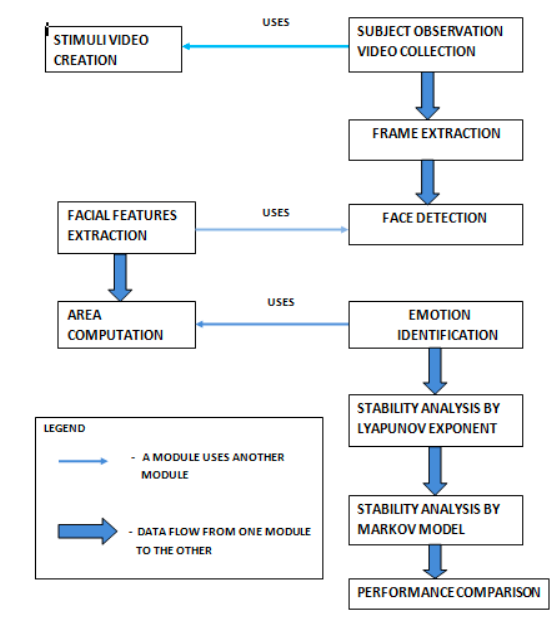 USES
STIMULI VIDEO
CREATION
SUBJECT OBSERVATION
VIDEO COLLECTION
FRAME EXTRACTION
FACIAL FEATURES
EXTRACTION
USES
FACE DETECTION
AREA
COMPUTATION
USES
EMOTION
IDENTIFICATION
STABILITY ANALYSIS BY
LYAPUNOV EXPONENT
LEGEND
- A MODULE USES ANOTHER
MODULE
- DATA FLOW FROM ONE MODULE
TO THE OTHER
STABILITY ANALYSIS BY
MARKOV MODEL
PERFORMANCE COMPARISON